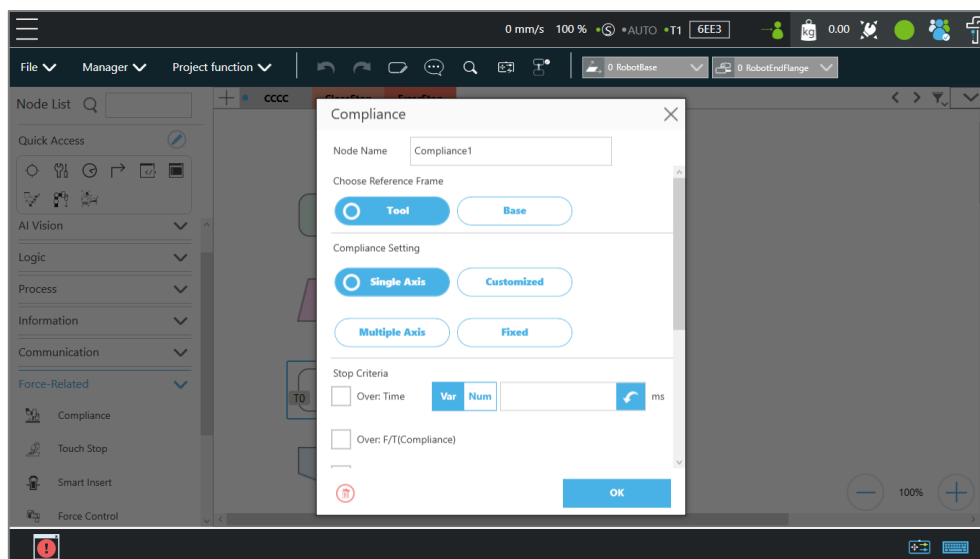 0 mm/s 100 % S AUTO T1 6EE3 kg 0.00
File Manager Project function 0 RobotBase 0 RobotEndFlange
Node List
cccc CloseStop ErrorStop
Quick Access
AI Vision
Logic
Process
Information
Communication
Force-Related
Compliance
Touch Stop
Smart Insert
Force Control
T0
Compliance
Node Name Compliance1
Choose Reference Frame
Tool Base
Compliance Setting
Single Axis Customized
Multiple Axis Fixed
Stop Criteria
Over: Time Var Num ms
Over: F/T(Compliance)
OK
100%